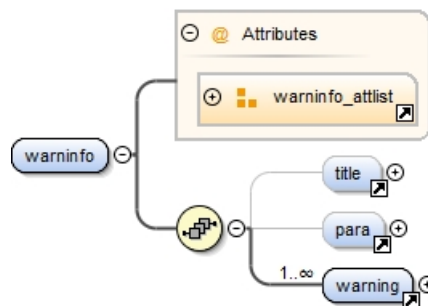 @ Attributes
warninfo_attlist
warninfo
title
para
1..∞
warning